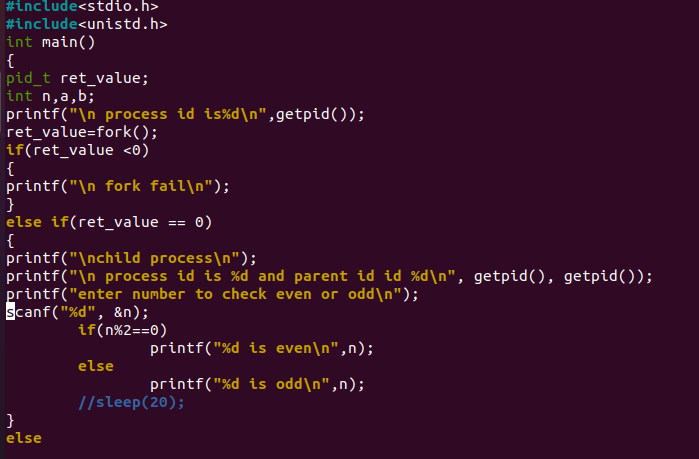 #include<stdio.h>
#include<unistd.h>
int main()
{
pid_t ret_value;
int n,a,b;
printf("\n process id is%d\n",getpid());
ret_value=fork();
if(ret_value <0)
{
printf("\n fork fail\n");
}
else if(ret_value == 0)
{
printf("\nchild process\n");
printf("\n process id is %d and parent id id %d\n", getpid(), getpid());
printf("enter number to check even or odd\n");
scanf("%d", &n);
        if(n%2==0)
                printf("%d is even\n",n);
        else
                printf("%d is odd\n",n);
        //sleep(20);
}
else